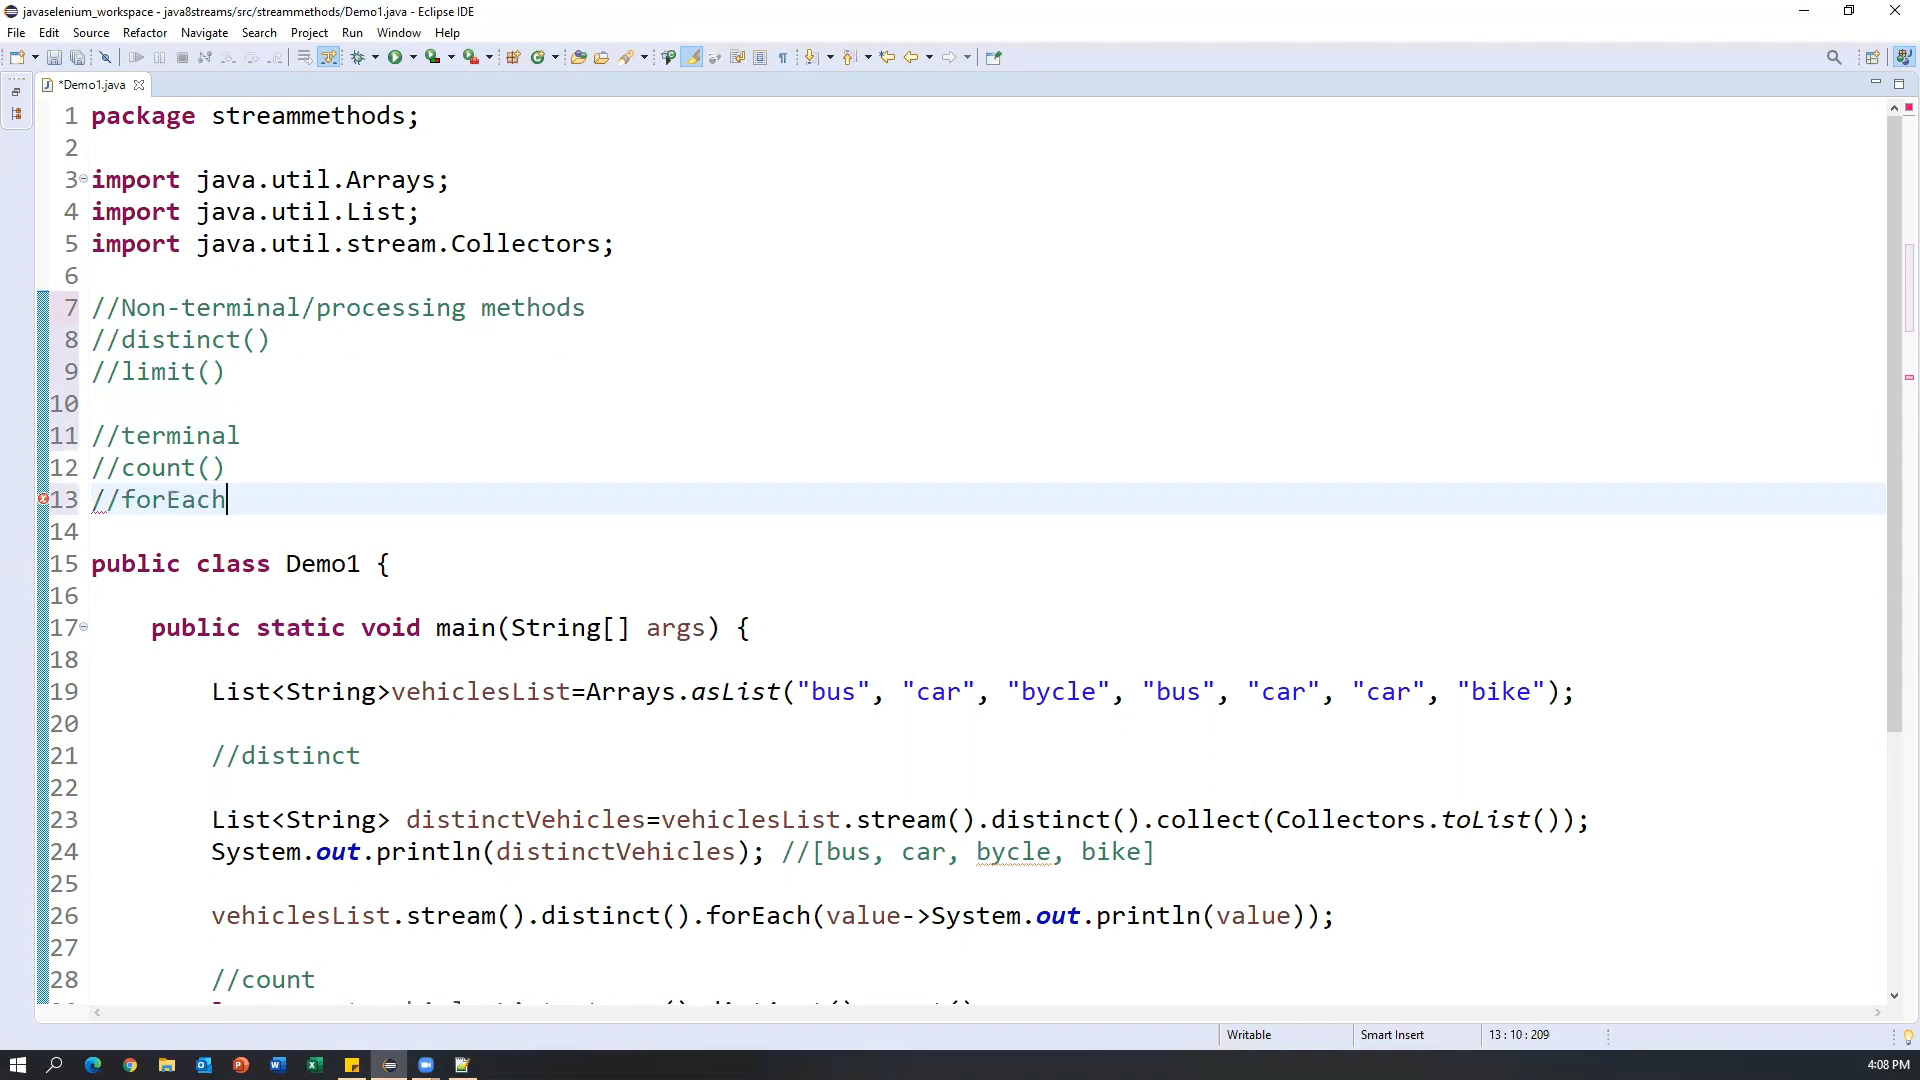 javaselenium_workspace - java8streams/src/streammethods/Demo1.java - Eclipse IDE
File Edit Source Refactor Navigate Search Project Run Window Help
*Demo1.java
1 package streammethods;
2
3 import java.util.Arrays;
4 import java.util.List;
5 import java.util.stream.Collectors;
6
7 //Non-terminal/processing methods
8 //distinct()
9 //limit()
10
11 //terminal
12 //count()
13 //forEach
14
15 public class Demo1 {
16
17 public static void main(String[] args) {
18
19 List<String>vehiclesList=Arrays.asList("bus", "car", "bycle", "bus", "car", "car", "bike");
20
21 //distinct
22
23 List<String> distinctVehicles=vehiclesList.stream().distinct().collect(Collectors.toList());
24 System.out.println(distinctVehicles); //[bus, car, bycle, bike]
25
26 vehiclesList.stream().distinct().forEach(value->System.out.println(value));
27
28 //count
Writable Smart Insert 13 : 10 : 209
4:08 PM